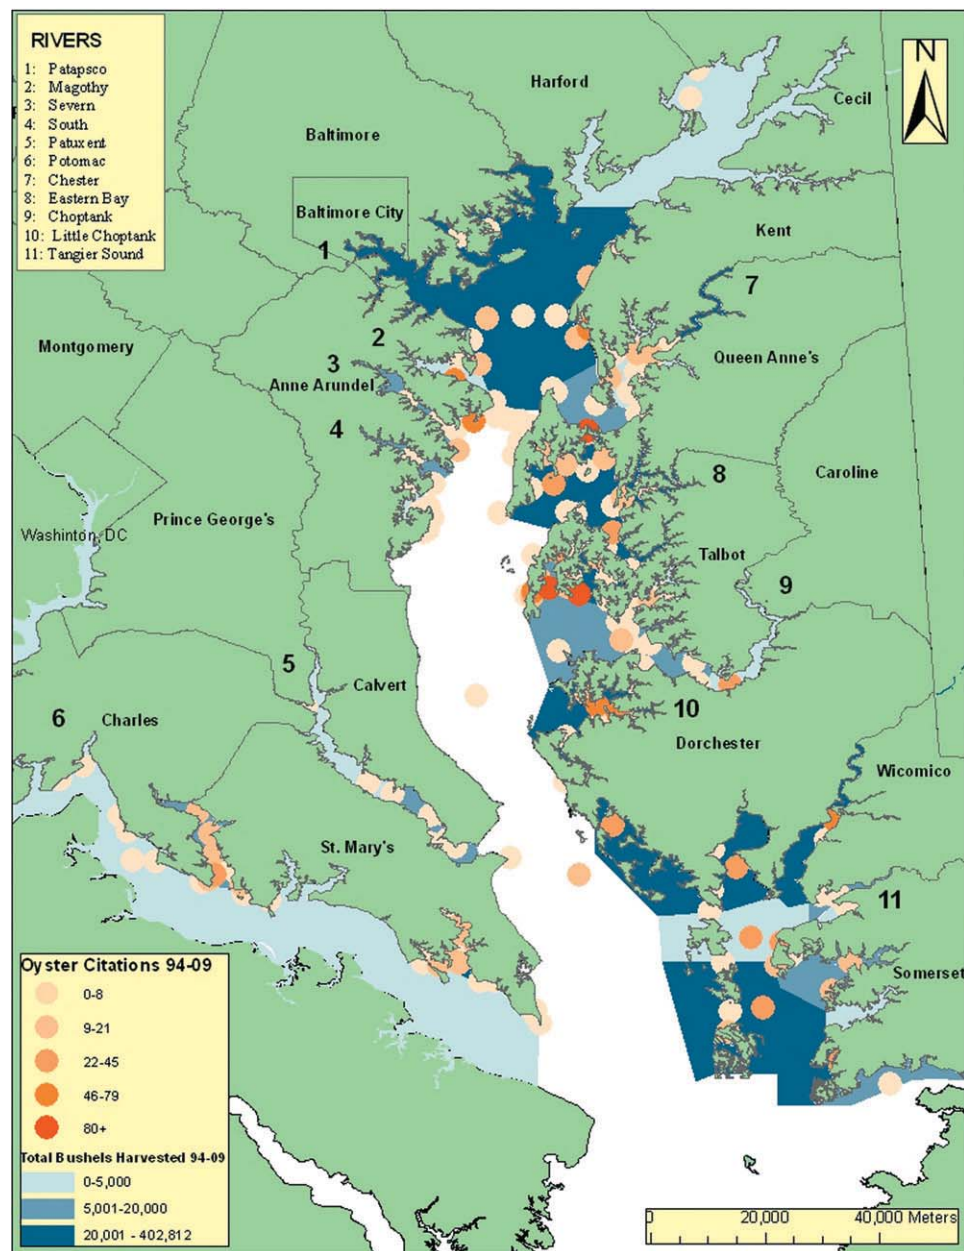 RIVERS
1: Patapsco
2: Magothy
3: Severn
4: South
5: Patuxent
6: Potomac
7: Chester
8: Eastern Bay
9: Choptank
10: Little Choptank
11: Tangier Sound
N
Harford
Cecil
Baltimore
Baltimore City
Kent
1
7
2
Montgomery
3
Queen Anne's
Anne Arundel
4
8
Caroline
Prince George's
Washinton, DC
Talbot
9
5
Calvert
6
Charles
10
Dorchester
Wicomico
St. Mary's
11
Somerset
Oyster Citations 94-09
0-8
9-21
22-45
46-79
80+
Total Bushels Harvested 94-09
0-5,000
5,001-20,000
20,001 - 402,812
0
20,000
40,000 Meters